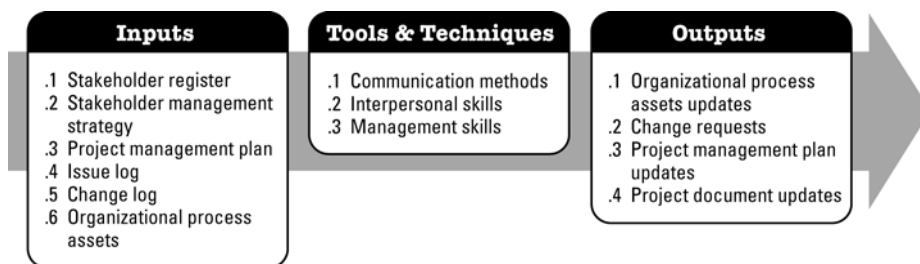 Inputs
.1 Stakeholder register
.2 Stakeholder management
strategy
.3 Project management plan
.4 Issue log
.5 Change log
.6 Organizational process
assets
Tools & Techniques
.1 Communication methods
.2 Interpersonal skills
.3 Management skills
Outputs
.1 Organizational process
assets updates
.2 Change requests
.3 Project management plan
updates
.4 Project document updates